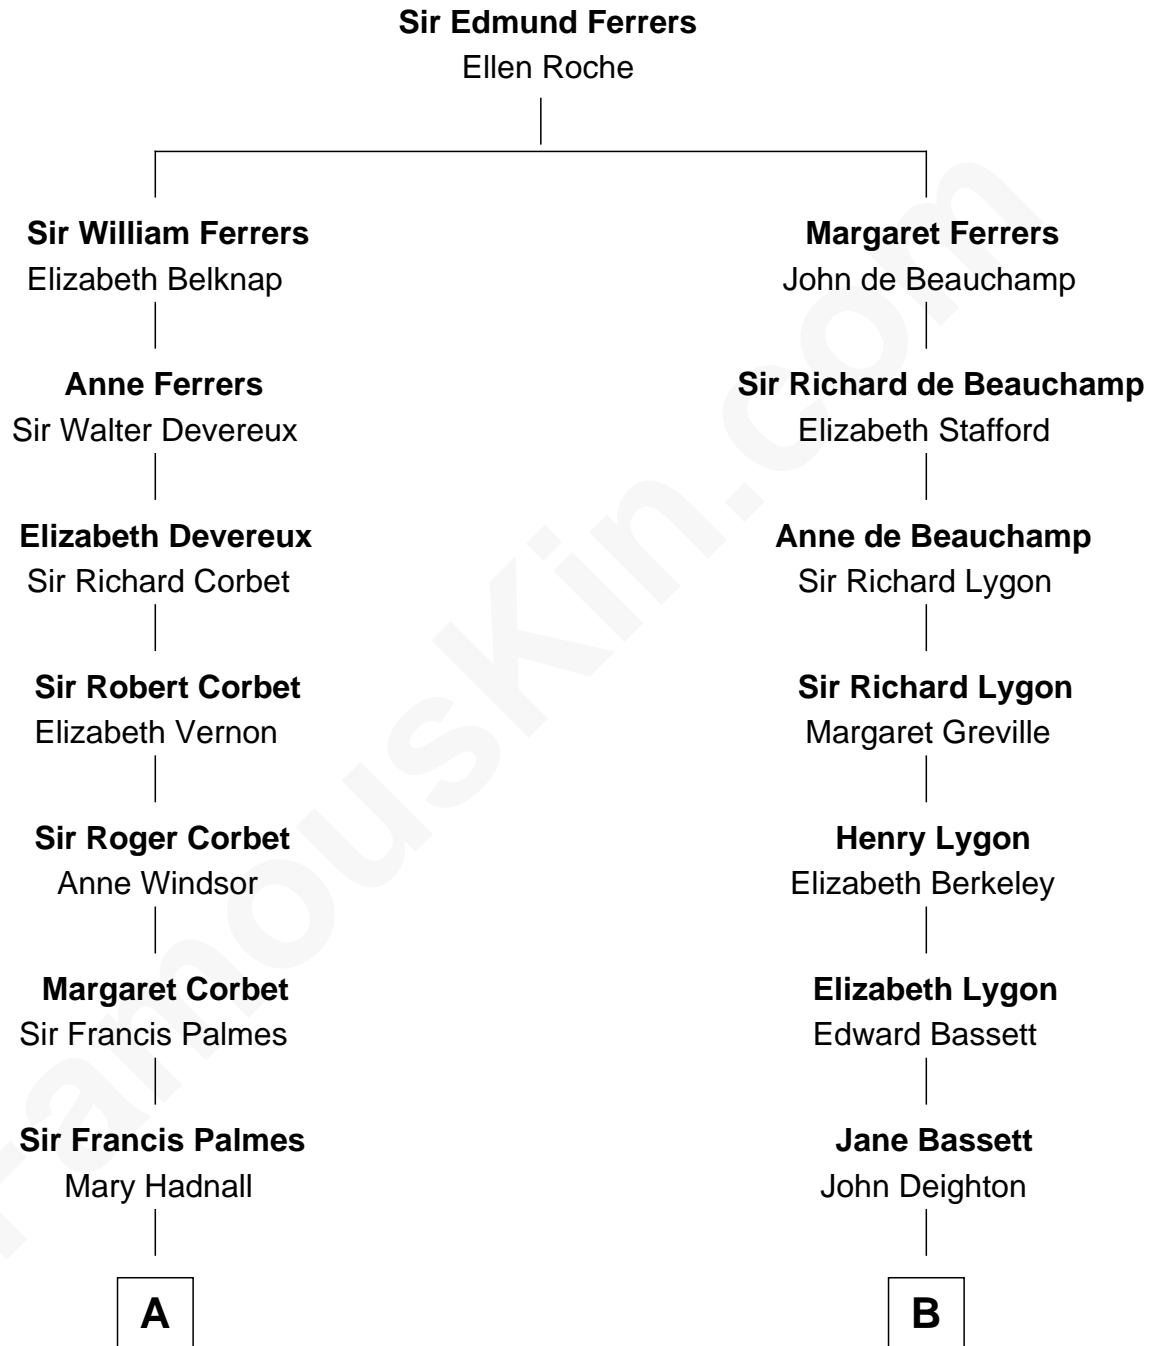 Sir Edmund Ferrers
Ellen Roche
Sir William Ferrers
Elizabeth Belknap
Margaret Ferrers
John de Beauchamp
Anne Ferrers
Sir Walter Devereux
Sir Richard de Beauchamp
Elizabeth Stafford
Elizabeth Devereux
Sir Richard Corbet
Anne de Beauchamp
Sir Richard Lygon
Sir Robert Corbet
Elizabeth Vernon
Sir Richard Lygon
Margaret Greville
Sir Roger Corbet
Anne Windsor
Henry Lygon
Elizabeth Berkeley
Margaret Corbet
Sir Francis Palmes
Elizabeth Lygon
Edward Bassett
Sir Francis Palmes
Mary Hadnall
Jane Bassett
John Deighton
A
B
FamousKin.com